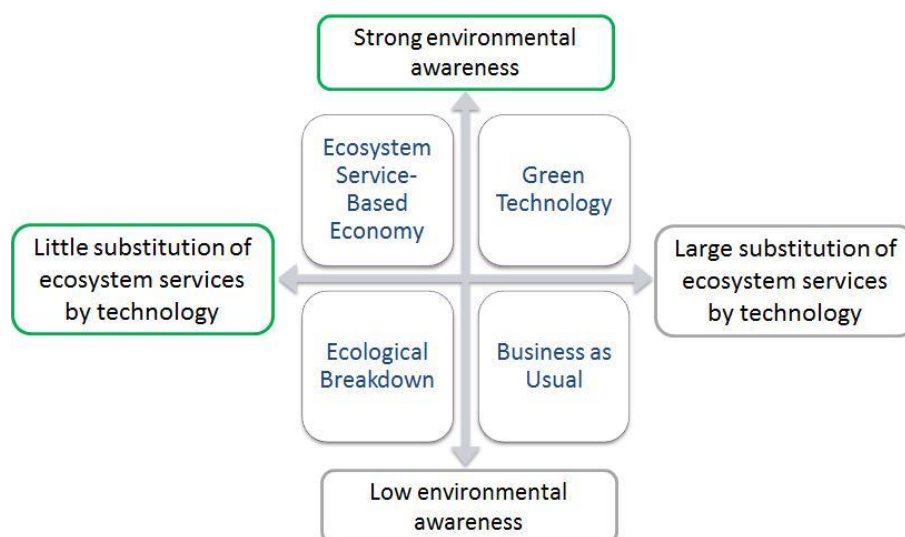 Strong environmental
awareness
Ecosystem
Service-
Based
Economy
Green
Technology
Little substitution of
ecosystem services
by technology
Large substitution of
ecosystem services
by technology
Ecological
Breakdown
Business as
Usual
Low environmental
awareness